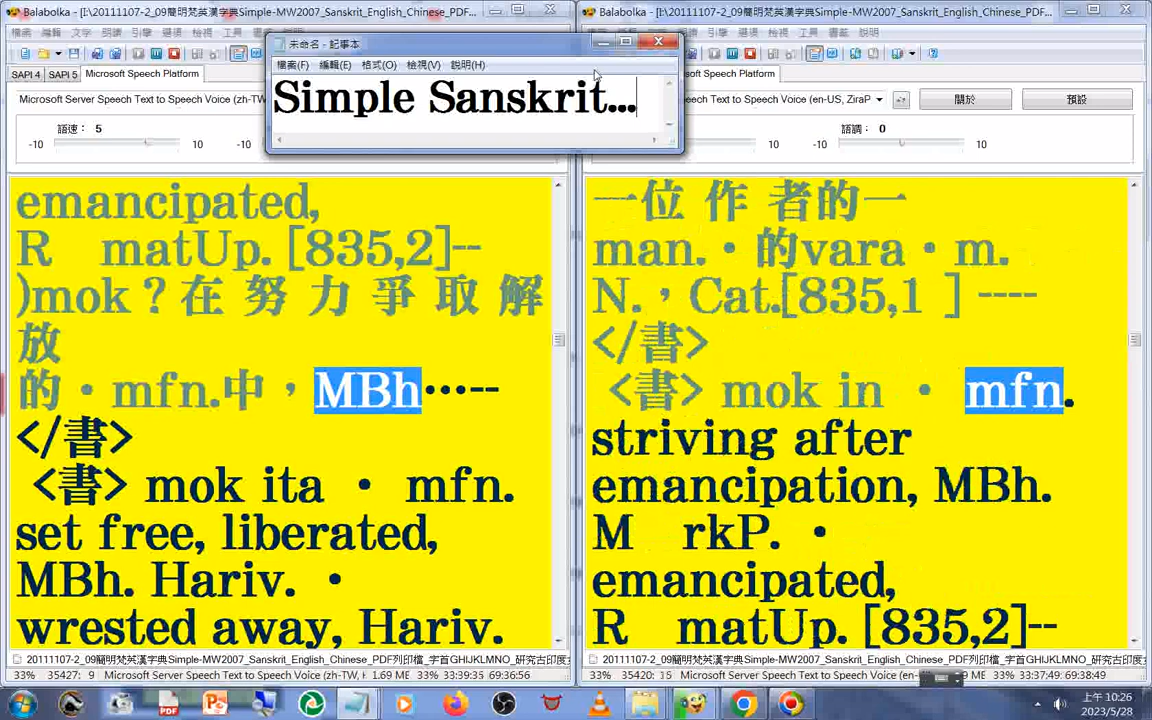 Balabolka - [I:\20111107-2_09簡明梵英漢字典Simple-MW2007_Sanskrit_English_Chinese_PDF...
Balabolka - [I:\20111107-2_09簡明梵英漢字典Simple-MW2007_Sanskrit_English_Chinese_PDF...
未命名 - 記事本
檔案(F) 編輯(E) 格式(O) 檢視(V) 說明(H)
Simple Sanskrit...
SAPI 4 SAPI 5 Microsoft Speech Platform
Microsoft Server Speech Text to Speech Voice (zh-TW,
語速： 5
-10 10 -10 10
eech Platform
eech Text to Speech Voice (en-US, ZiraP 關於 預設
語調： 0
10 -10 10
emancipated,
R matUp. [835,2]--
)mok？在 努 力 爭 取 解
放
的・mfn.中，MBh…--
</書>
<書> mok ita ・ mfn.
set free, liberated,
MBh. Hariv. ・
wrested away, Hariv.
一位 作 者的一
man.・的vara・m.
N.，Cat.[835,1 ] ----
</書>
<書> mok in ・ mfn.
striving after
emancipation, MBh.
M rkP. ・
emancipated,
R matUp. [835,2]--
20111107-2_09簡明梵英漢字典Simple-MW2007_Sanskrit_English_Chinese_PDF列印檔_字首GHIJKLMNO_研究古印度
33% 35427: 9 Microsoft Server Speech Text to Speech Voice (zh-TW, 1.69 ME 33:39:35 69:36:56
20111107-2_09簡明梵英漢字典Simple-MW2007_Sanskrit_English_Chinese_PDF列印檔_字首GHIJKLMNO_研究古印度
33% 35420: 15 Microsoft Server Speech Text to Speech Voice 33:37:49 69:38:49
上午 10:26
2023/5/28